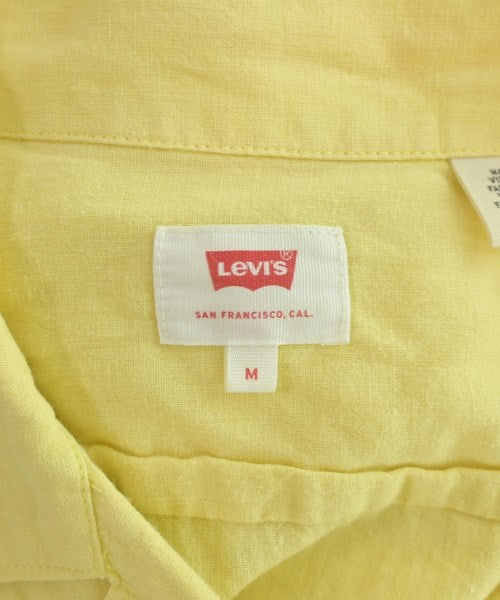 LEVI'S®
SAN FRANCISCO, CAL.
M